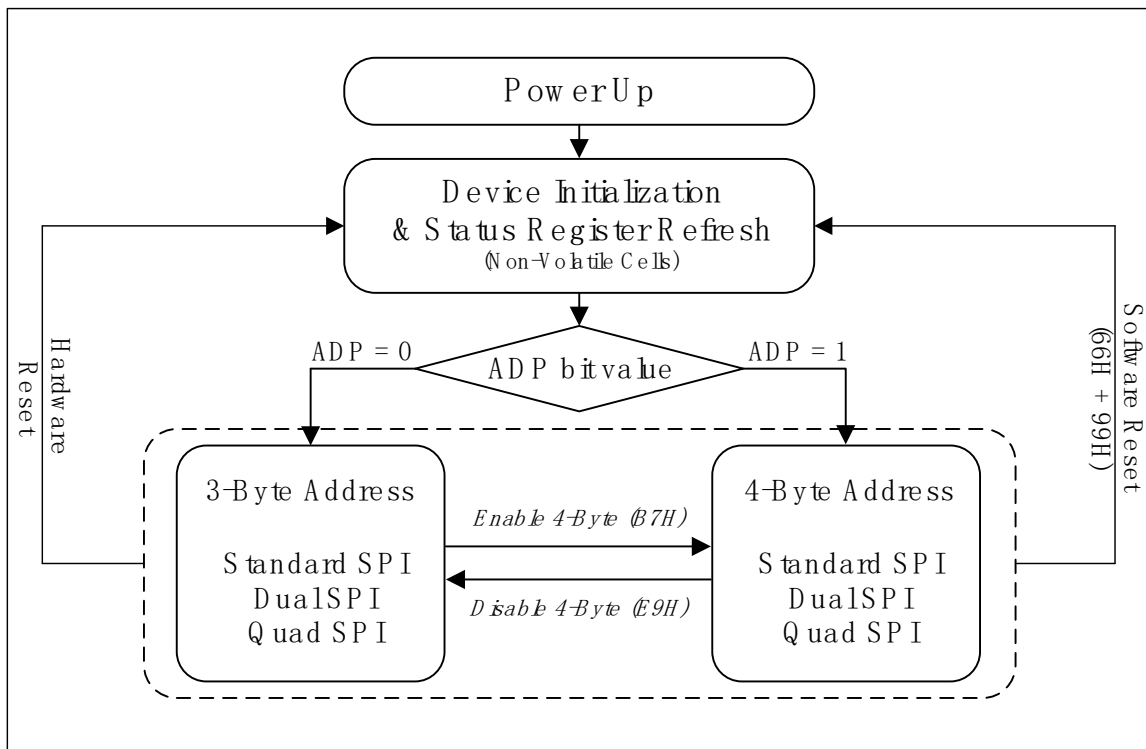 Power Up
Device Initialization
& Status Register Refresh
(Non-Volatile Cells)
ADP = 0
ADP bit value
ADP = 1
Hardware
Reset
Software Reset
(66H + 99H)
3-Byte Address
Standard SPI
Dual SPI
Quad SPI
Enable 4-Byte (B7H)
Disable 4-Byte (E9H)
4-Byte Address
Standard SPI
Dual SPI
Quad SPI